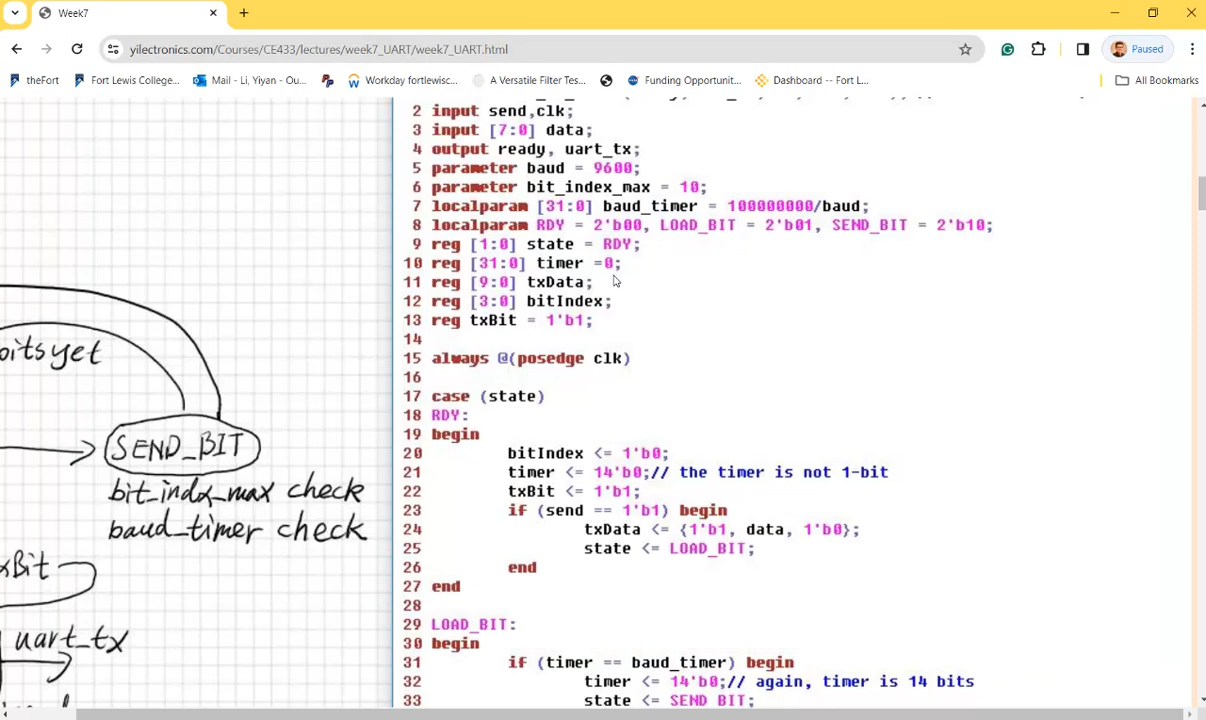 Week7
yilectronics.com/Courses/CE433/lectures/week7_UART/week7_UART.html
Paused
theFort
Fort Lewis College...
Mail - Li, Yiyan - Ou...
Workday fortlewisc...
A Versatile Filter Tes...
Funding Opportunit...
Dashboard -- Fort L...
All Bookmarks
2 input send,clk;
3 input [7:0] data;
4 output ready, uart_tx;
5 parameter baud = 9600;
6 parameter bit_index_max = 10;
7 localparam [31:0] baud_timer = 100000000/baud;
8 localparam RDY = 2'b00, LOAD_BIT = 2'b01, SEND_BIT = 2'b10;
9 reg [1:0] state = RDY;
10 reg [31:0] timer =0;
11 reg [9:0] txData;
12 reg [3:0] bitIndex;
13 reg txBit = 1'b1;
14
15 always @(posedge clk)
16
17 case (state)
18 RDY:
19 begin
20 bitIndex <= 1'b0;
21 timer <= 14'b0;// the timer is not 1-bit
22 txBit <= 1'b1;
23 if (send == 1'b1) begin
24 txData <= {1'b1, data, 1'b0};
25 state <= LOAD_BIT;
26 end
27 end
28
29 LOAD_BIT:
30 begin
31 if (timer == baud_timer) begin
32 timer <= 14'b0;// again, timer is 14 bits
33 state <= SEND_BIT;
bits yet
SEND_BIT
bit_indx_max check
baud_timer check
xBit
uart_tx